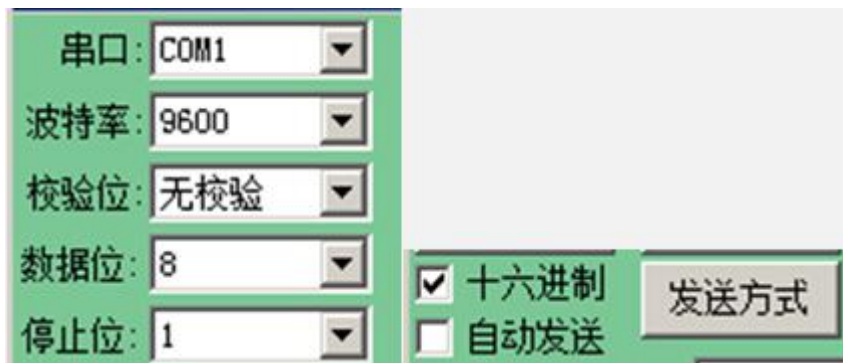 串口: COM1
波特率: 9600
校验位: 无校验
数据位: 8
停止位: 1
十六进制
自动发送
发送方式